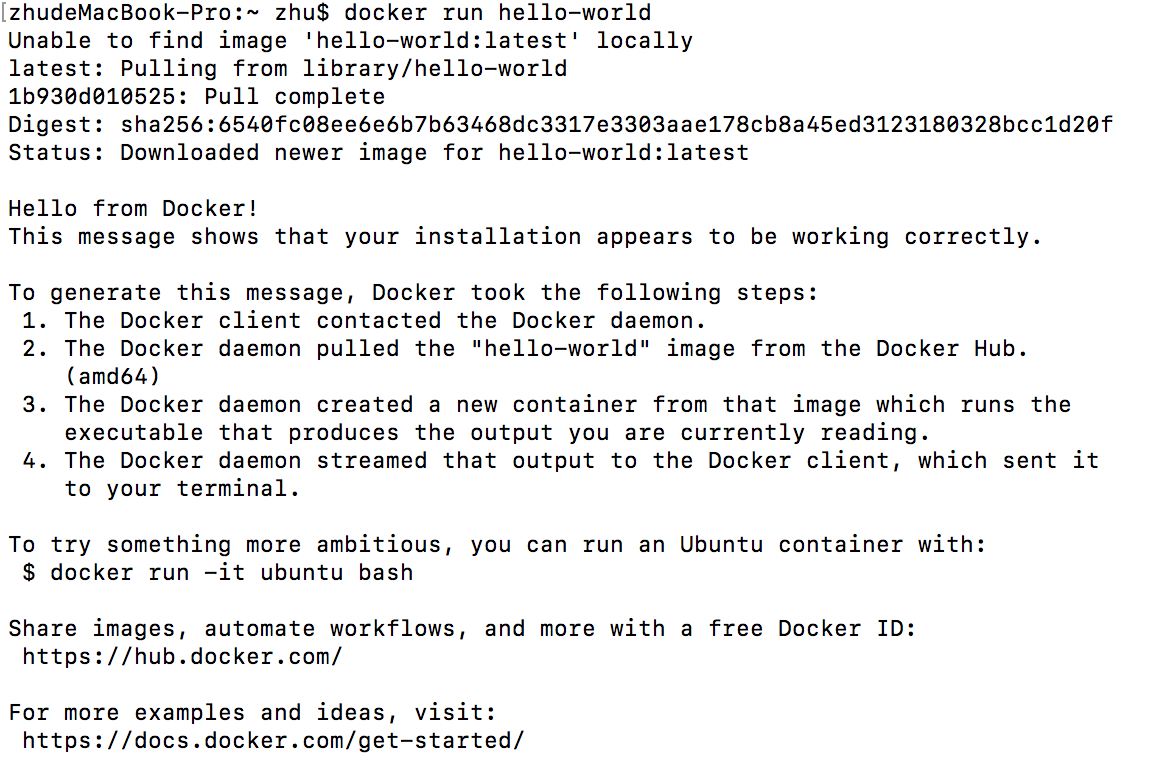 [zhudeMacBook-Pro:~ zhu$ docker run hello-world
Unable to find image 'hello-world:latest' locally
latest: Pulling from library/hello-world
1b930d010525: Pull complete
Digest: sha256:6540fc08ee6e6b7b63468dc3317e3303aae178cb8a45ed3123180328bcc1d20f
Status: Downloaded newer image for hello-world:latest

Hello from Docker!
This message shows that your installation appears to be working correctly.

To generate this message, Docker took the following steps:
 1. The Docker client contacted the Docker daemon.
 2. The Docker daemon pulled the "hello-world" image from the Docker Hub.
    (amd64)
 3. The Docker daemon created a new container from that image which runs the
    executable that produces the output you are currently reading.
 4. The Docker daemon streamed that output to the Docker client, which sent it
    to your terminal.

To try something more ambitious, you can run an Ubuntu container with:
 $ docker run -it ubuntu bash

Share images, automate workflows, and more with a free Docker ID:
 https://hub.docker.com/

For more examples and ideas, visit:
 https://docs.docker.com/get-started/